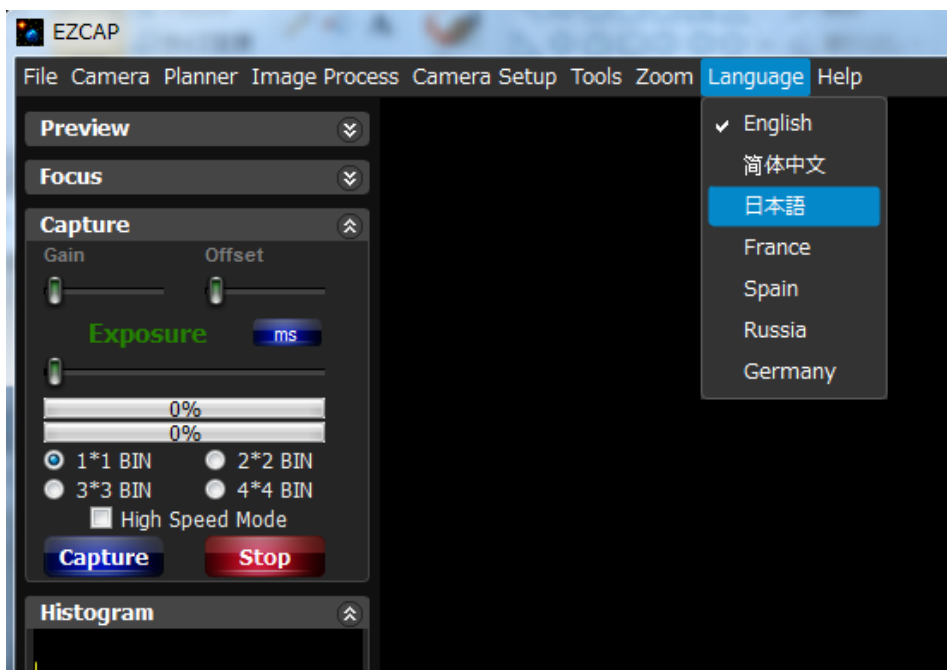 EZCAP
File Camera Planner Image Process Camera Setup Tools Zoom Language Help
Preview
Focus
Capture
Gain Offset
Exposure ms
0%
0%
1*1 BIN 2*2 BIN
3*3 BIN 4*4 BIN
High Speed Mode
Capture Stop
Histogram
English
简体中文
日本語
France
Spain
Russia
Germany